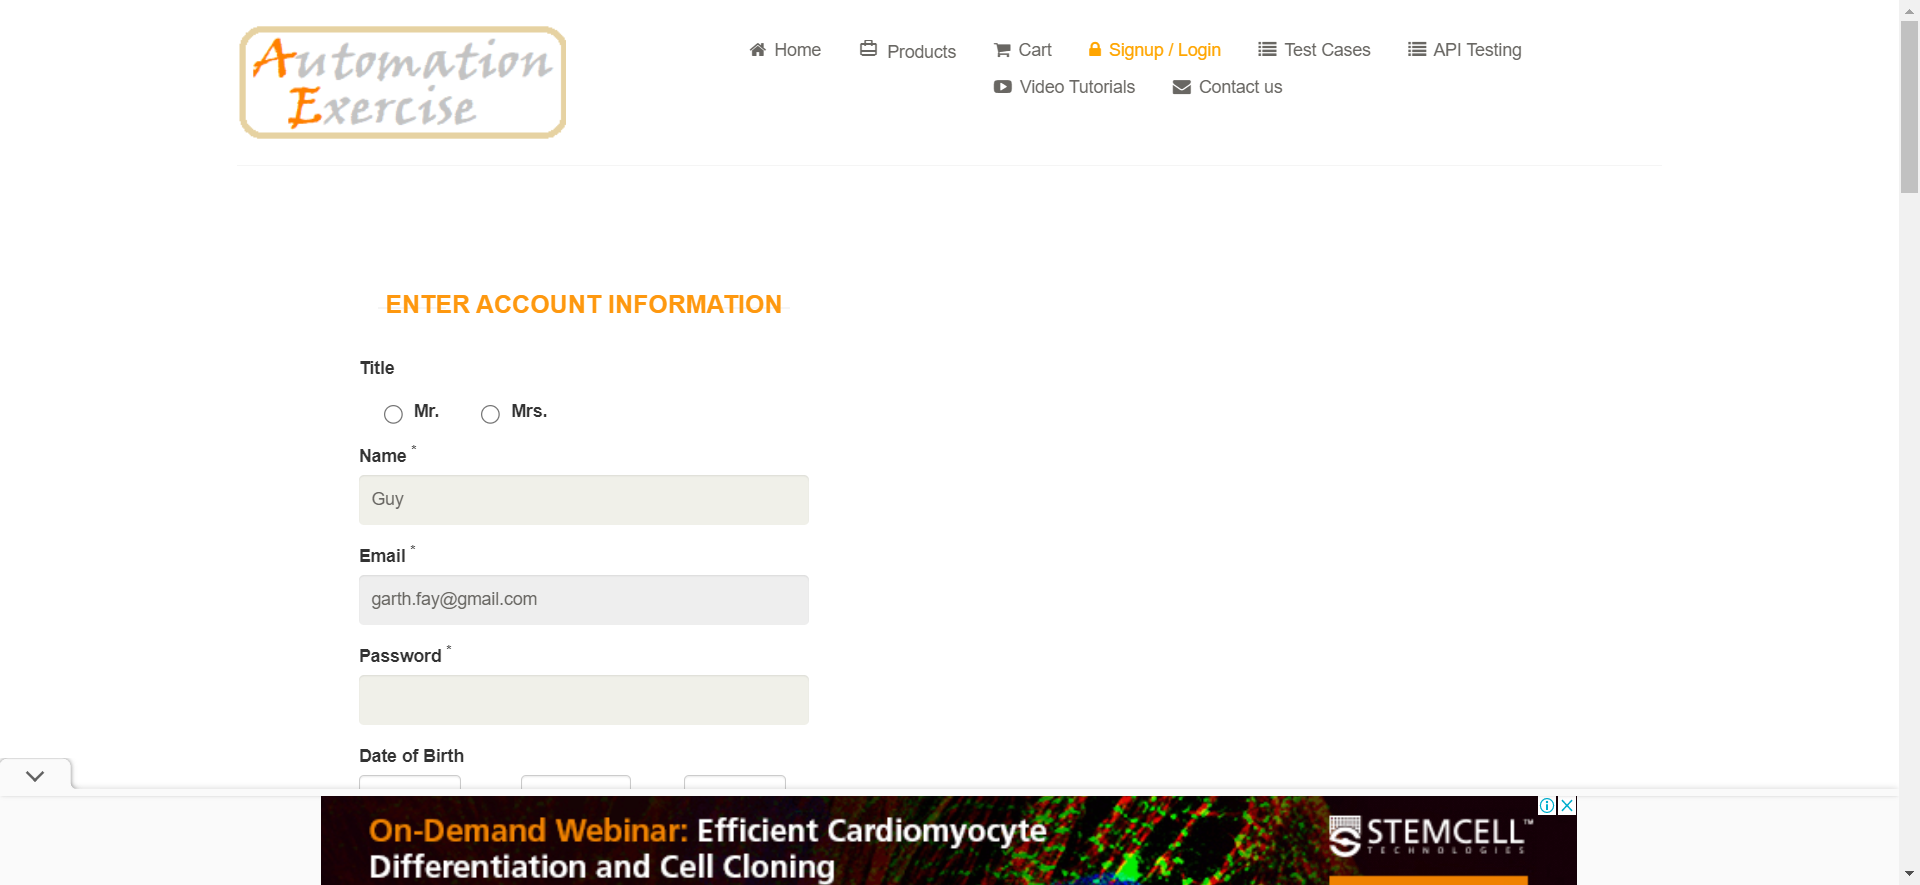 Automation
Exercise
Home
Products
Cart
Signup / Login
Test Cases
API Testing
Video Tutorials
Contact us
ENTER ACCOUNT INFORMATION
Title
Mr.
Mrs.
Name *
Guy
Email *
garth.fay@gmail.com
Password *
Date of Birth
On-Demand Webinar: Efficient Cardiomyocyte
Differentiation and Cell Cloning
STEMCELL™
TECHNOLOGIES